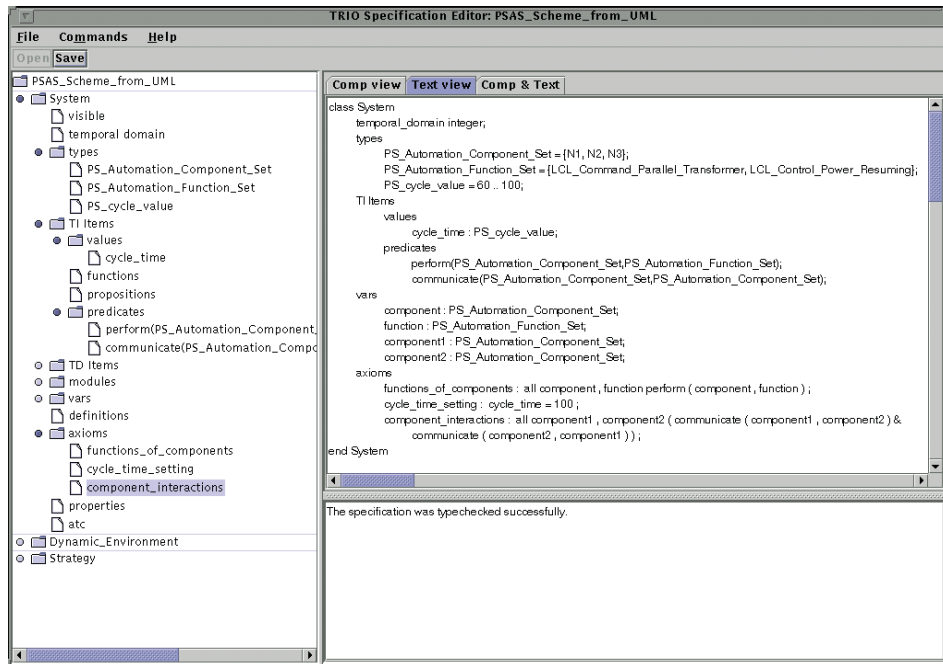 TRIO Specification Editor: PSAS_Scheme_from_UML
File Commands Help
Open Save
PSAS_Scheme_from_UML
System
visible
temporal domain
types
PS_Automation_Component_Set
PS_Automation_Function_Set
PS_cycle_value
TI Items
values
cycle_time
functions
propositions
predicates
perform(PS_Automation_Component_
communicate(PS_Automation_Compo
TD Items
modules
vars
definitions
axioms
functions_of_components
cycle_time_setting
component_interactions
properties
atc
Dynamic_Environment
Strategy
Comp view Text view Comp & Text
class System
temporal_domain integer;
types
PS_Automation_Component_Set = {N1, N2, N3};
PS_Automation_Function_Set = {LCL_Command_Parallel_Transformer, LCL_Control_Power_Resuming};
PS_cycle_value = 60 .. 100;
TI Items
values
cycle_time : PS_cycle_value;
predicates
perform(PS_Automation_Component_Set,PS_Automation_Function_Set);
communicate(PS_Automation_Component_Set,PS_Automation_Component_Set);
vars
component : PS_Automation_Component_Set;
function : PS_Automation_Function_Set;
component1 : PS_Automation_Component_Set;
component2 : PS_Automation_Component_Set;
axioms
functions_of_components : all component , function perform ( component , function ) ;
cycle_time_setting : cycle_time = 100 ;
component_interactions : all component1 , component2 ( communicate ( component1 , component2 ) &
communicate ( component2 , component1 ) ) ;
end System
The specification was typechecked successfully.